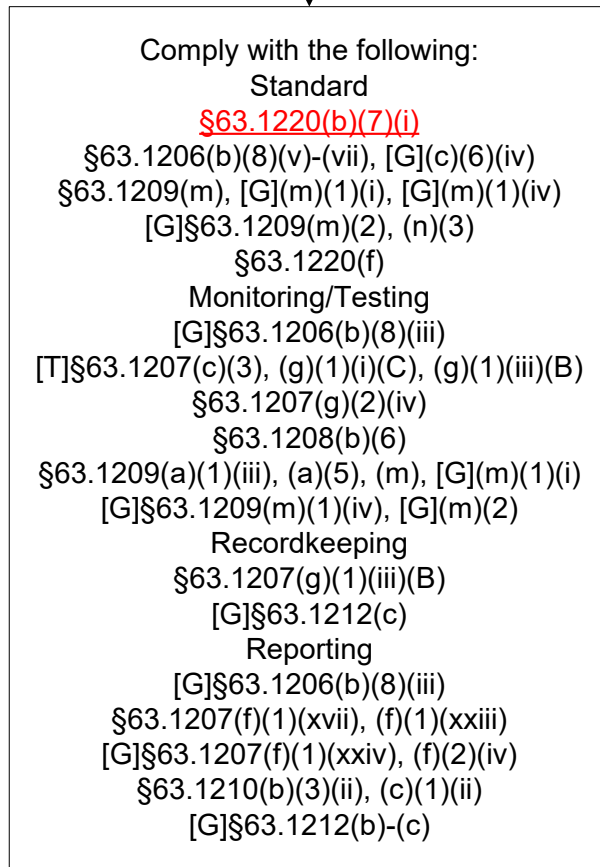 Comply with the following:
Standard
§63.1220(b)(7)(i)
§63.1206(b)(8)(v)-(vii), [G](c)(6)(iv)
§63.1209(m), [G](m)(1)(i), [G](m)(1)(iv)
[G]§63.1209(m)(2), (n)(3)
§63.1220(f)
Monitoring/Testing
[G]§63.1206(b)(8)(iii)
[T]§63.1207(c)(3), (g)(1)(i)(C), (g)(1)(iii)(B)
§63.1207(g)(2)(iv)
§63.1208(b)(6)
§63.1209(a)(1)(iii), (a)(5), (m), [G](m)(1)(i)
[G]§63.1209(m)(1)(iv), [G](m)(2)
Recordkeeping
§63.1207(g)(1)(iii)(B)
[G]§63.1212(c)
Reporting
[G]§63.1206(b)(8)(iii)
§63.1207(f)(1)(xvii), (f)(1)(xxiii)
[G]§63.1207(f)(1)(xxiv), (f)(2)(iv)
§63.1210(b)(3)(ii), (c)(1)(ii)
[G]§63.1212(b)-(c)